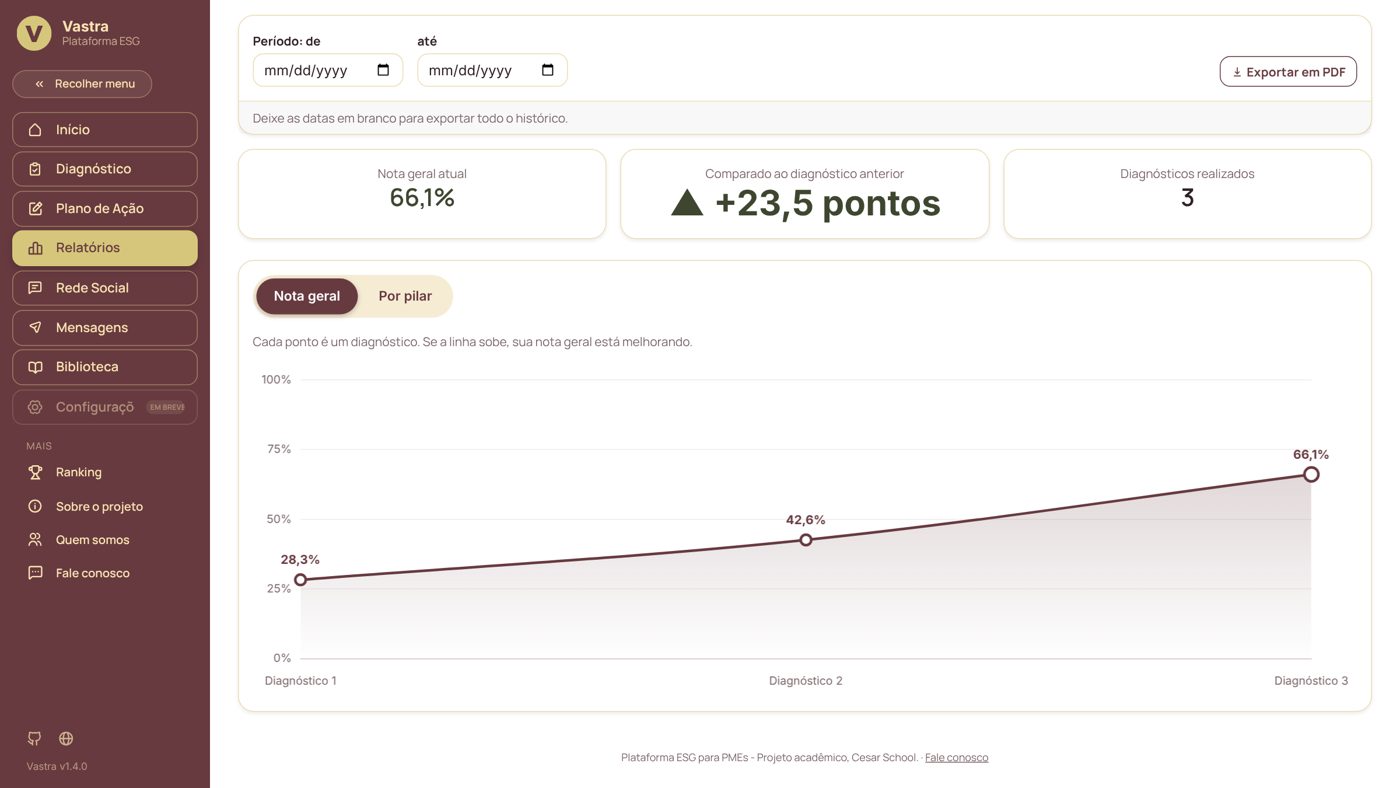 V
Vastra
Plataforma ESG
« Recolher menu
Início
Diagnóstico
Plano de Ação
Relatórios
Rede Social
Mensagens
Biblioteca
Configuraçõ EM BREVE
MAIS
Ranking
Sobre o projeto
Quem somos
Fale conosco
Vastra v1.4.0
Período: de até
mm/dd/yyyy mm/dd/yyyy
Exportar em PDF
Deixe as datas em branco para exportar todo o histórico.
Nota geral atual
66,1%
Comparado ao diagnóstico anterior
▲ +23,5 pontos
Diagnósticos realizados
3
Nota geral Por pilar
Cada ponto é um diagnóstico. Se a linha sobe, sua nota geral está melhorando.
100%
75%
66,1%
50%
42,6%
28,3%
25%
0%
Diagnóstico 1 Diagnóstico 2 Diagnóstico 3
Plataforma ESG para PMEs - Projeto acadêmico, Cesar School. · Fale conosco